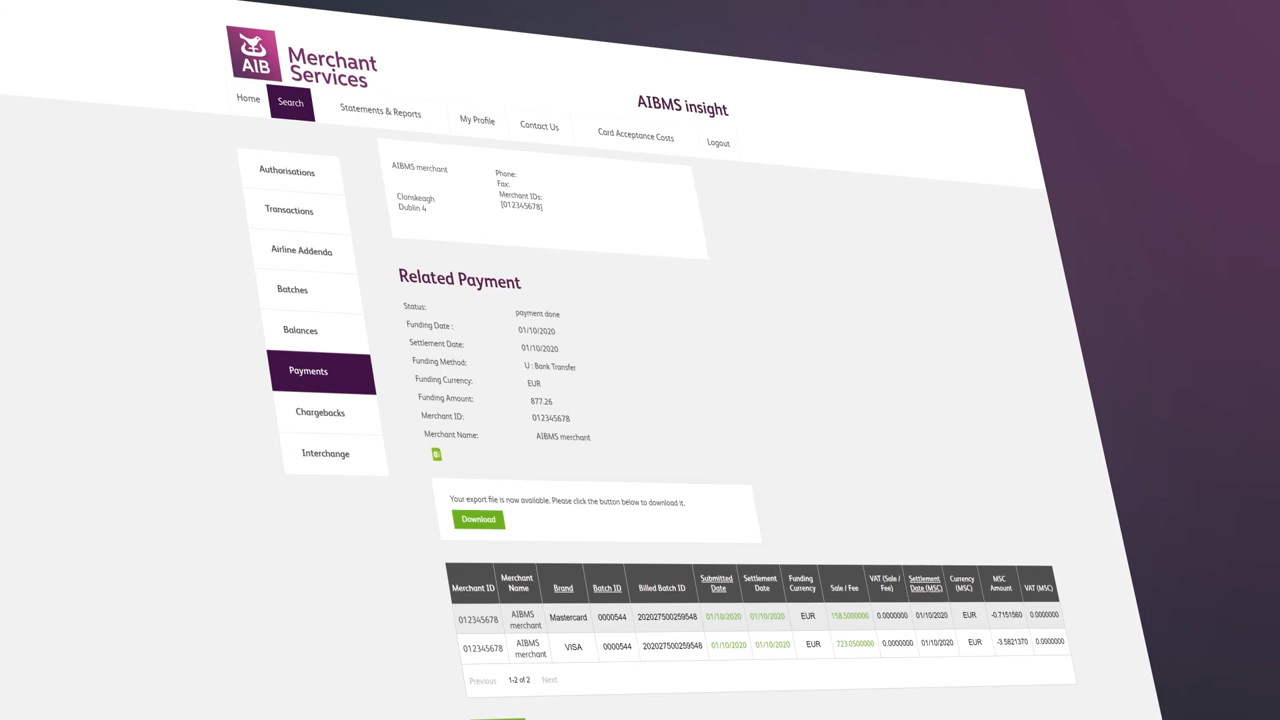 AIB
Merchant
Services
AIBMS insight
Home
Search
Statements & Reports
My Profile
Contact Us
Card Acceptance Costs
Logout
Authorisations
Transactions
Airline Addenda
Batches
Balances
Payments
Chargebacks
Interchange
AIBMS merchant
Clonskeagh
Dublin 4
Phone:
Fax:
Merchant IDs:
[012345678]
Related Payment
Status: payment done
Funding Date : 01/10/2020
Settlement Date: 01/10/2020
Funding Method: U : Bank Transfer
Funding Currency: EUR
Funding Amount: 877.26
Merchant ID: 012345678
Merchant Name: AIBMS merchant
Your export file is now available. Please click the button below to download it.
Download
Merchant ID Merchant Name Brand Batch ID Billed Batch ID Submitted Date Settlement Date Funding Currency Sale / Fee VAT (Sale / Fee) Settlement Date (MSC) Currency (MSC) MSC Amount VAT (MSC)
012345678 AIBMS merchant Mastercard 0000544 202027500259548 01/10/2020 01/10/2020 EUR 158.5000000 0.0000000 01/10/2020 EUR -0.7151560 0.0000000
012345678 AIBMS merchant VISA 0000544 202027500259548 01/10/2020 01/10/2020 EUR 723.0500000 0.0000000 01/10/2020 EUR -3.5821370 0.0000000
Previous 1-2 of 2 Next